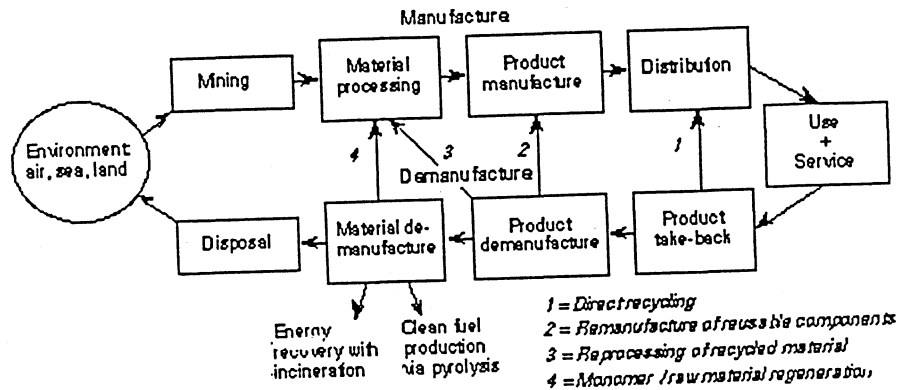 Manufacture
Mining
Material
processing
Product
manufacture
Distribution
Use
+
Service
Environment:
air, sea, land
4
3
2
1
Demanufacture
Disposal
Material de-
manufacture
Product
demanufacture
Product
take-back
Energy
recovery with
incineration
Clean fuel
production
via pyrolysis
1 = Direct recycling
2 = Remanufacture of reusable components
3 = Reprocessing of recycled material
4 = Monomer / raw material regeneration